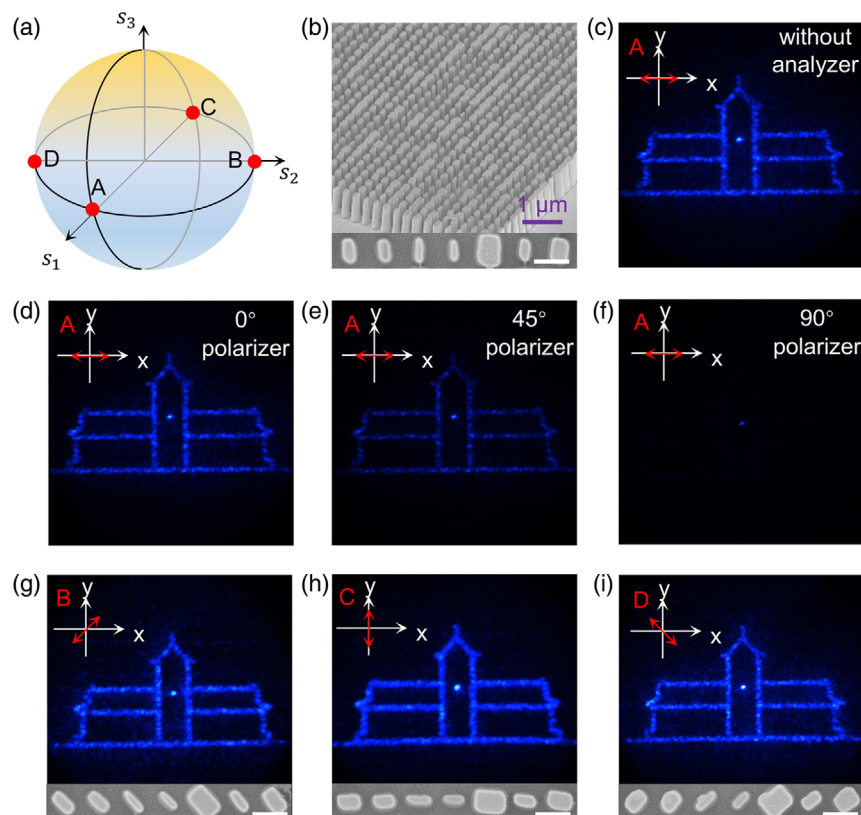 (a)
s₃
C
D
B
s₂
A
s₁
(b)
1 μm
(c)
A
y
x
without
analyzer
(d)
A
y
x
0°
polarizer
(e)
A
y
x
45°
polarizer
(f)
A
y
x
90°
polarizer
(g)
B
y
x
(h)
C
y
x
(i)
D
y
x